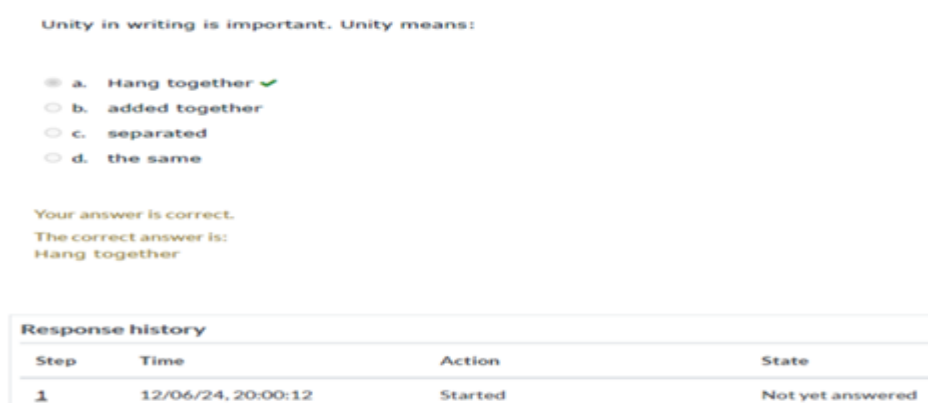 Unity in writing is important. Unity means:
a. Hang together
b. added together
c. separated
d. the same
Your answer is correct.
The correct answer is:
Hang together
Response history
Step Time Action State
1 12/06/24, 20:00:12 Started Not yet answered